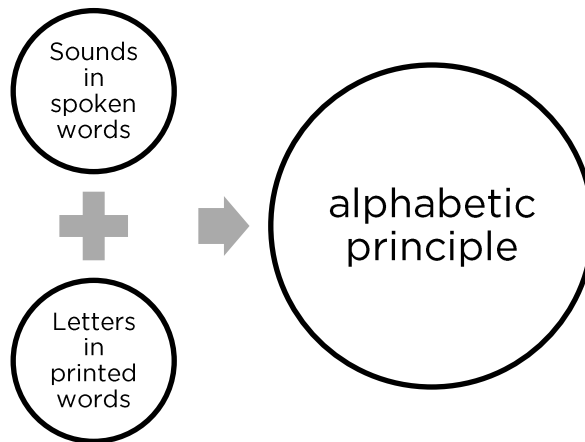 Sounds
in
spoken
words
alphabetic
principle
Letters
in
printed
words